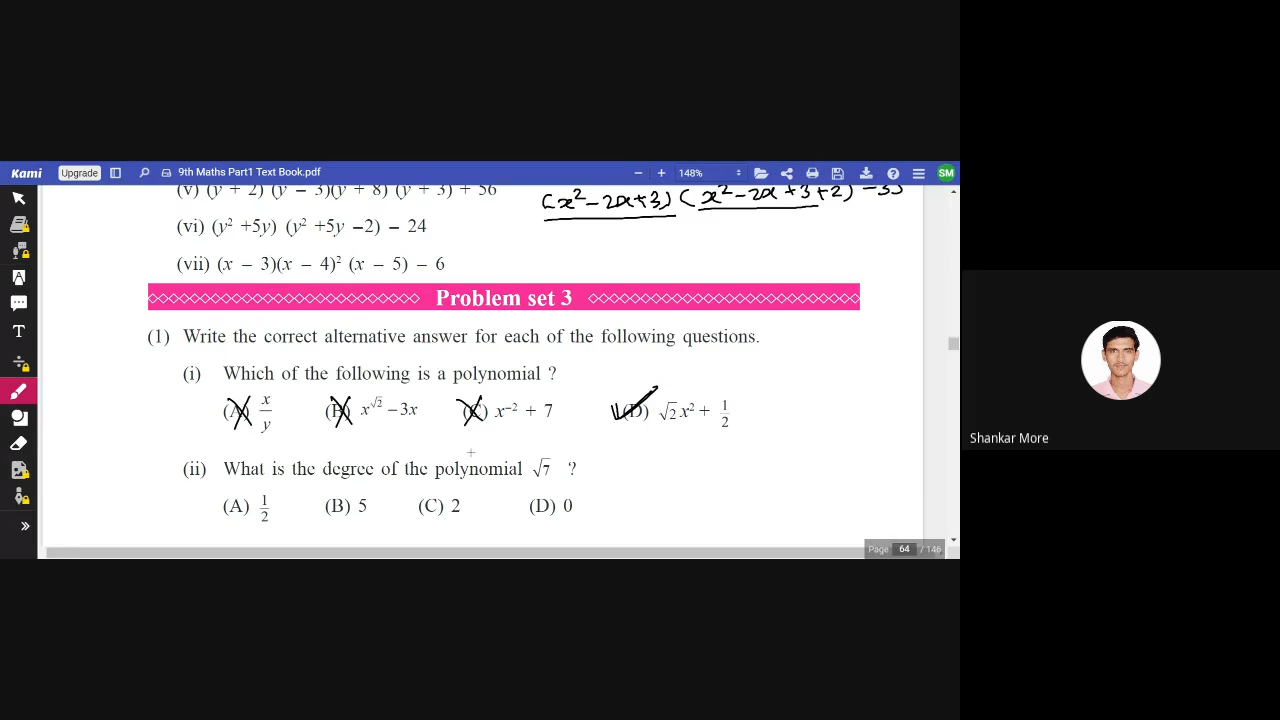 Kami Upgrade 9th Maths Part1 Text Book.pdf 148% SM
(v) (y + 2) (y − 3)(y + 8) (y + 3) + 56
(x² − 2x + 3) (x² − 2x + 3 + 2) − 35
(vi) (y² +5y) (y² +5y −2) − 24
(vii) (x − 3)(x − 4)² (x − 5) − 6
Problem set 3
(1) Write the correct alternative answer for each of the following questions.
(i) Which of the following is a polynomial ?
(A) x/y (B) x^√2 − 3x (C) x⁻² + 7 (D) √2 x² + 1/2
(ii) What is the degree of the polynomial √7 ?
(A) 1/2 (B) 5 (C) 2 (D) 0
Page 64 / 146
Shankar More